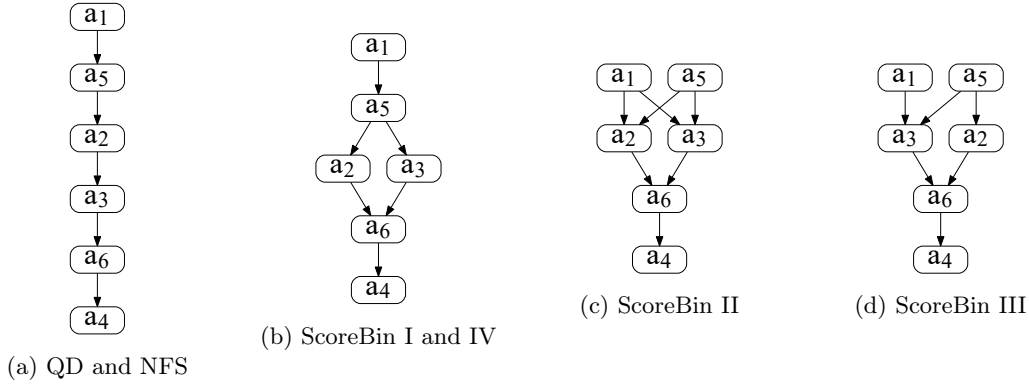 a1
a5
a2
a3
a6
a4
(a) QD and NFS
a1
a5
a2 a3
a6
a4
(b) ScoreBin I and IV
a1 a5
a2 a3
a6
a4
(c) ScoreBin II
a1 a5
a3 a2
a6
a4
(d) ScoreBin III